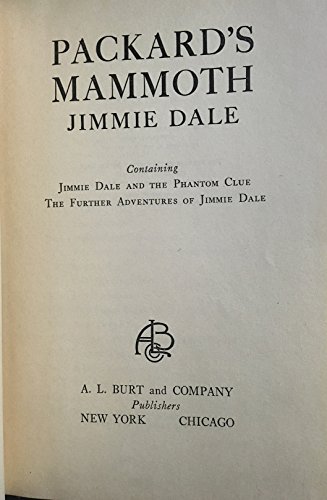 PACKARD'S
MAMMOTH
JIMMIE DALE
Containing
JIMMIE DALE AND THE PHANTOM CLUE
THE FURTHER ADVENTURES OF JIMMIE DALE
ALBCo
A. L. BURT AND COMPANY
Publishers
NEW YORK CHICAGO